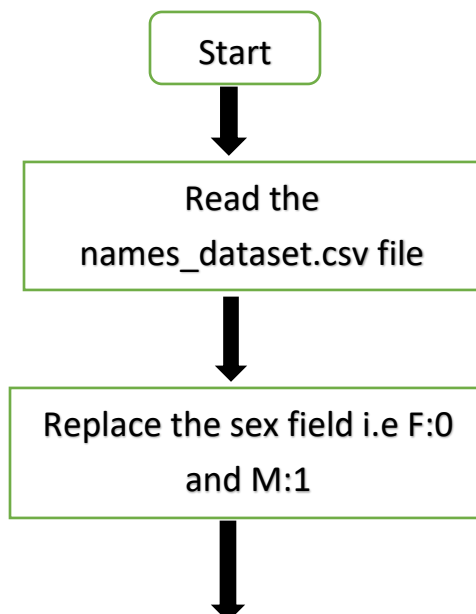 Start
Read the
names_dataset.csv file
Replace the sex field i.e F:0
and M:1